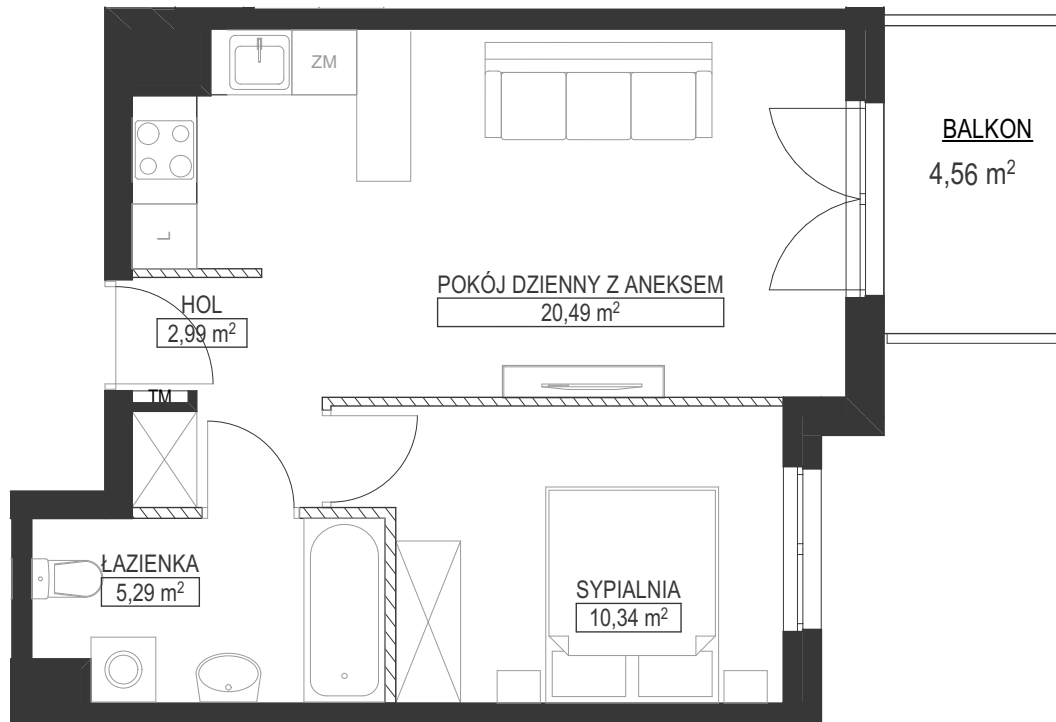 ZM
BALKON
4,56 m²
L
POKÓJ DZIENNY Z ANEKSEM
20,49 m²
HOL
2,99 m²
TM
ŁAZIENKA
5,29 m²
SYPIALNIA
10,34 m²